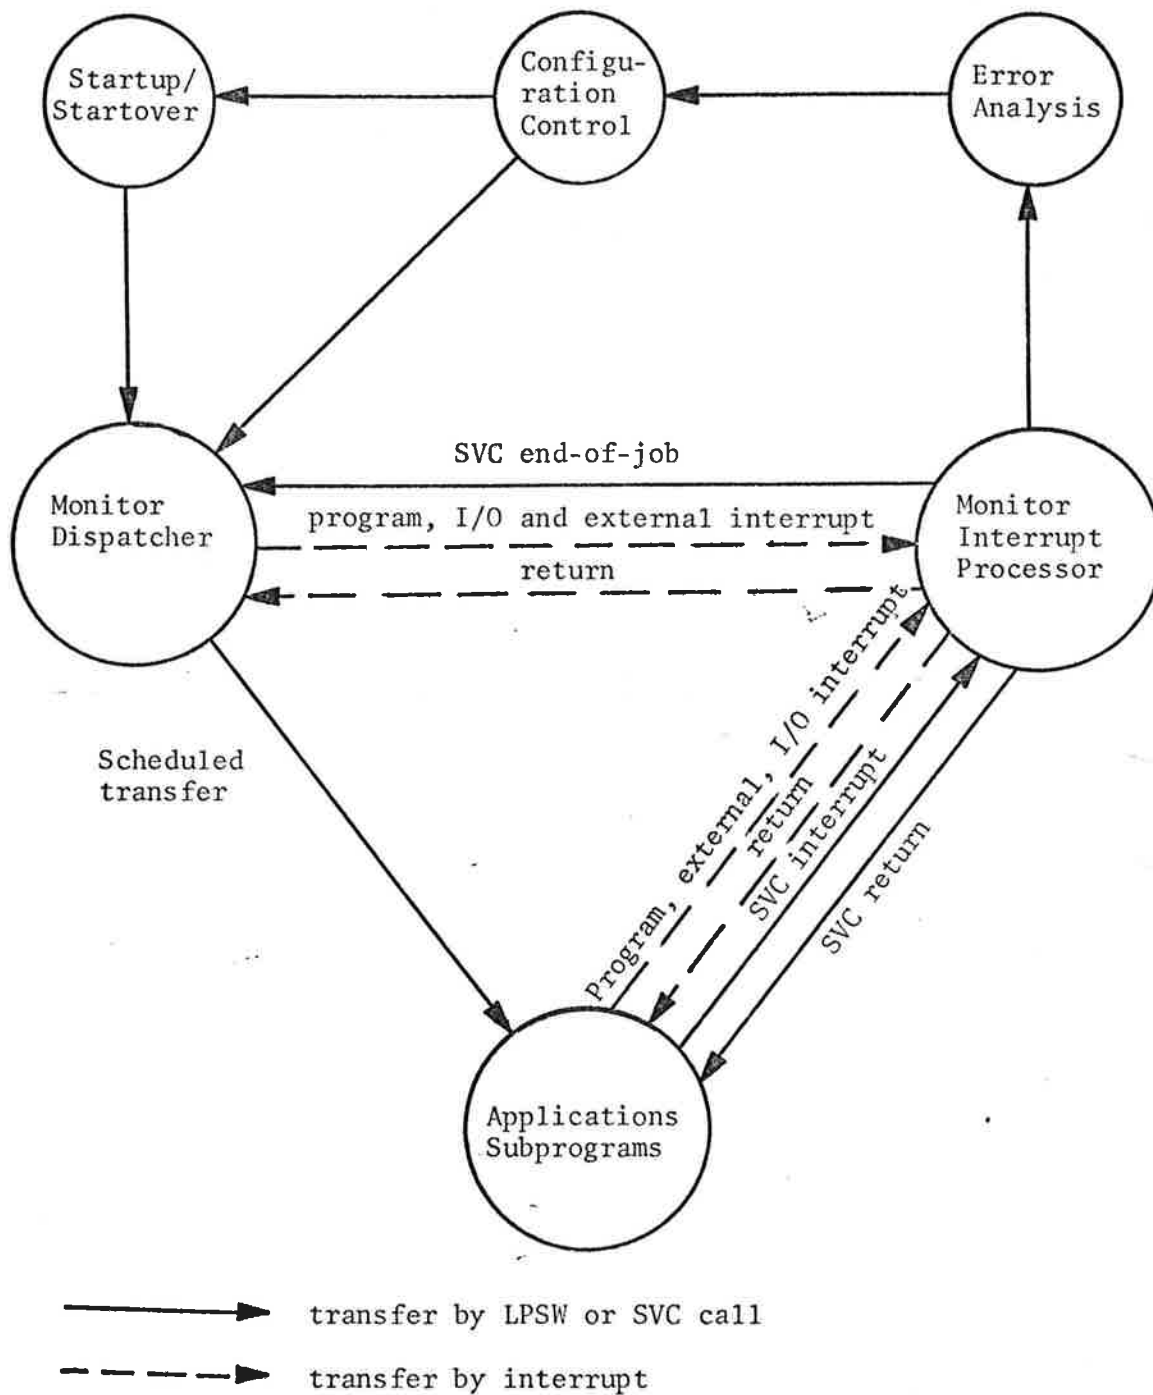 Startup/
Startover
Configu-
ration
Control
Error
Analysis
SVC end-of-job
Monitor
Dispatcher
program, I/O and external interrupt
return
Monitor
Interrupt
Processor
Scheduled
transfer
Program, external, I/O interrupt
return
SVC interrupt
SVC return
Applications
Subprograms
transfer by LPSW or SVC call
transfer by interrupt